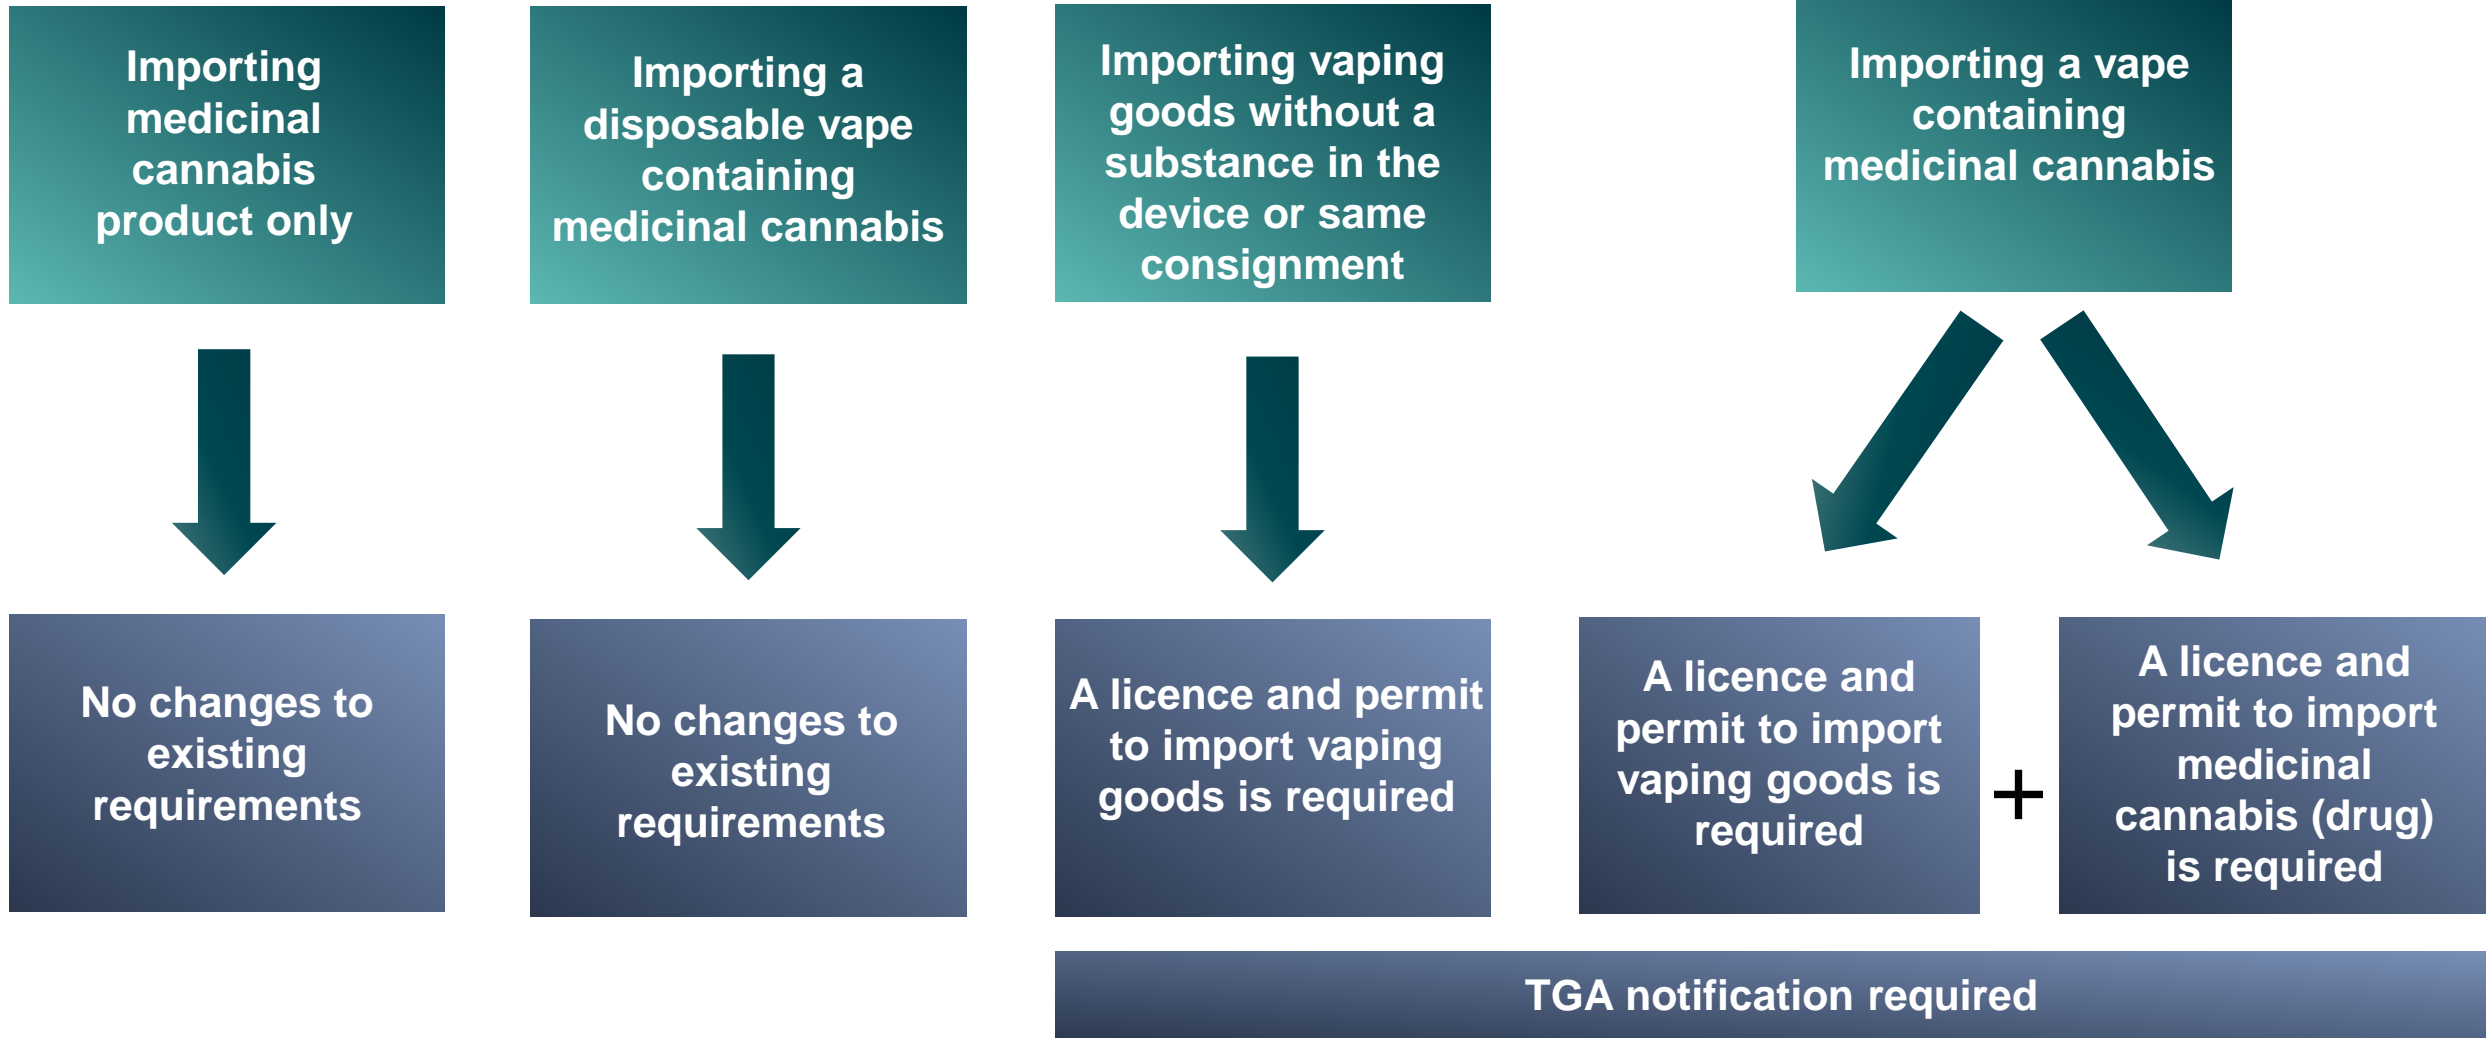 Importing
medicinal
cannabis
product only
Importing a
disposable vape
containing
medicinal cannabis
Importing vaping
goods without a
substance in the
device or same
consignment
Importing a vape
containing
medicinal cannabis
No changes to
existing
requirements
No changes to
existing
requirements
A licence and permit
to import vaping
goods is required
A licence and
permit to import
vaping goods is
required
+
A licence and
permit to import
medicinal
cannabis (drug)
is required
TGA notification required